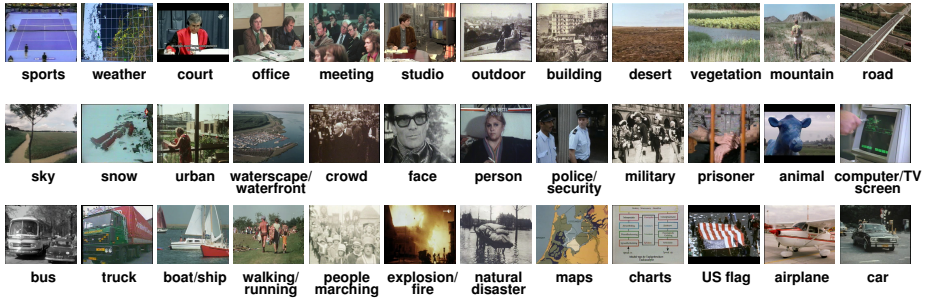 sports weather court office meeting studio outdoor building desert vegetation mountain road
sky snow urban waterscape/ crowd face person police/ military prisoner animal computer/TV
waterfront security screen
bus truck boat/ship walking/ people explosion/ natural maps charts US flag airplane car
running marching fire disaster